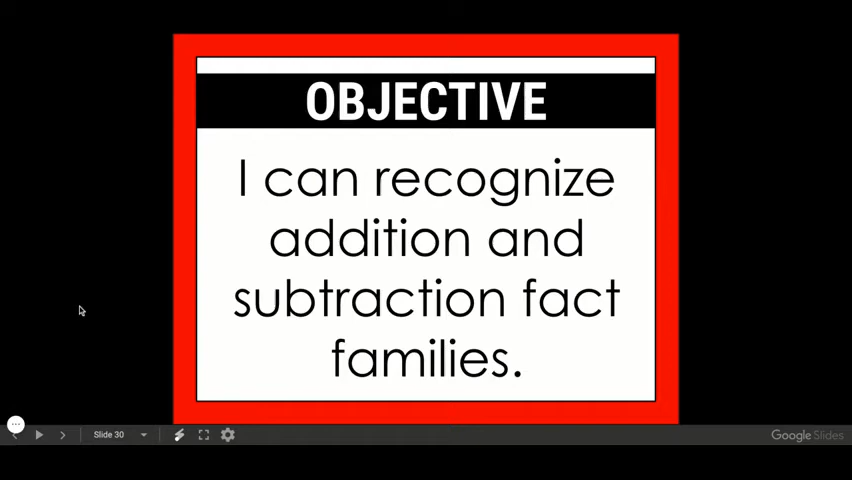 OBJECTIVE
I can recognize
addition and
subtraction fact
families.
Slide 30
Google Slides